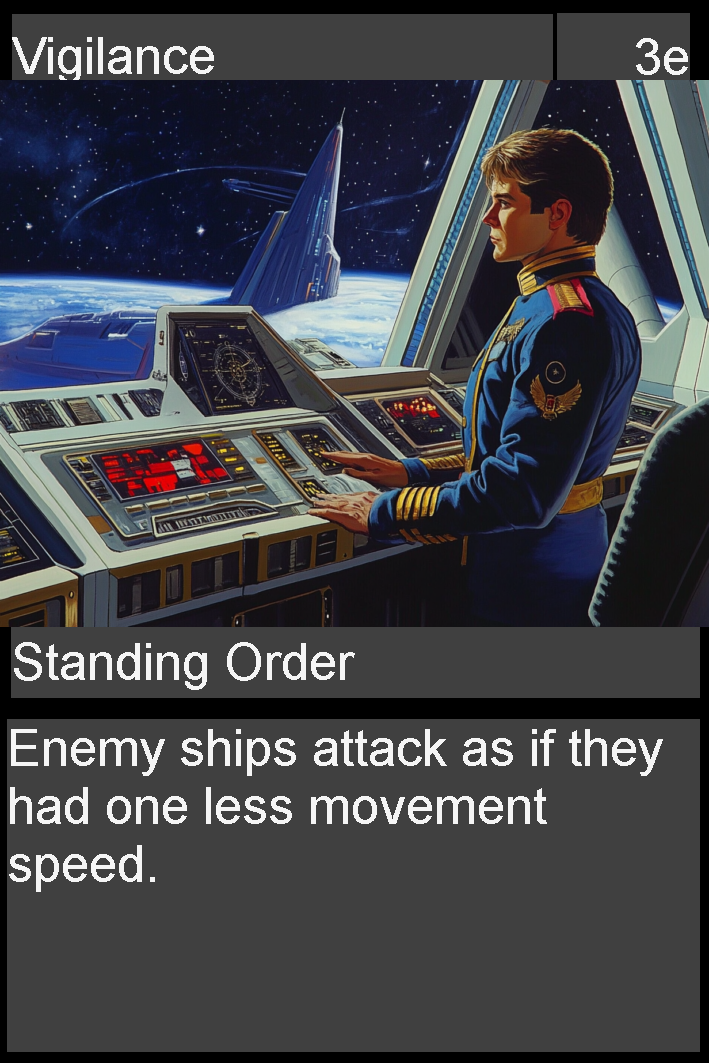 Vigilance
3e
Standing Order
Enemy ships attack as if they
had one less movement
speed.